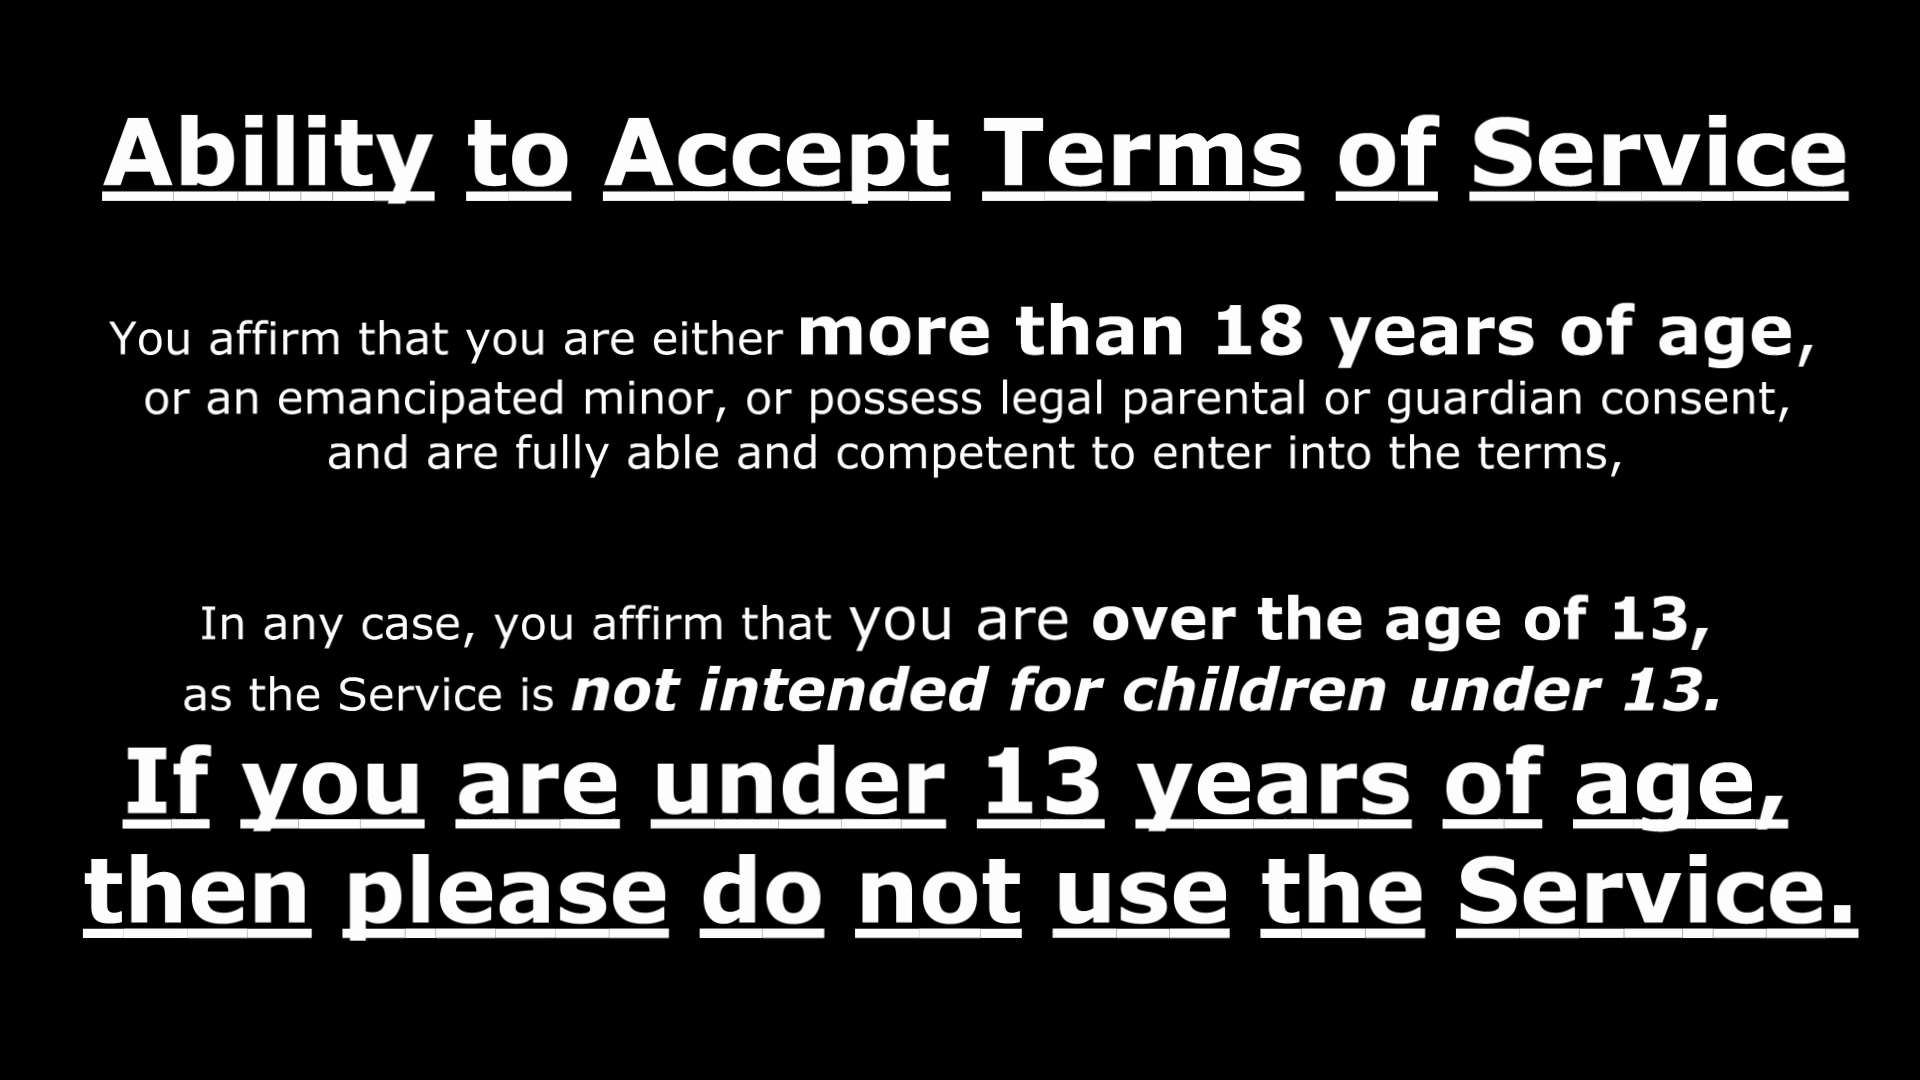 Ability to Accept Terms of Service
You affirm that you are either more than 18 years of age,
or an emancipated minor, or possess legal parental or guardian consent,
and are fully able and competent to enter into the terms,
In any case, you affirm that you are over the age of 13,
as the Service is not intended for children under 13.
If you are under 13 years of age,
then please do not use the Service.